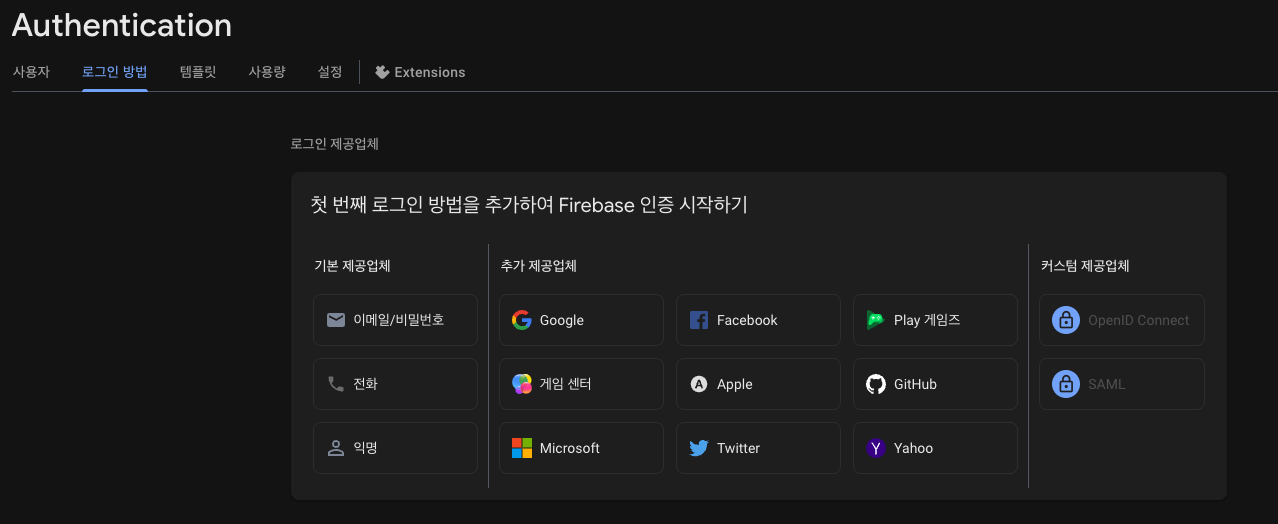 Authentication
사용자 로그인 방법 템플릿 사용량 설정 Extensions
로그인 제공업체
첫 번째 로그인 방법을 추가하여 Firebase 인증 시작하기
기본 제공업체 추가 제공업체 커스텀 제공업체
이메일/비밀번호 Google Facebook Play 게임즈 OpenID Connect
전화 게임 센터 Apple GitHub SAML
익명 Microsoft Twitter Yahoo